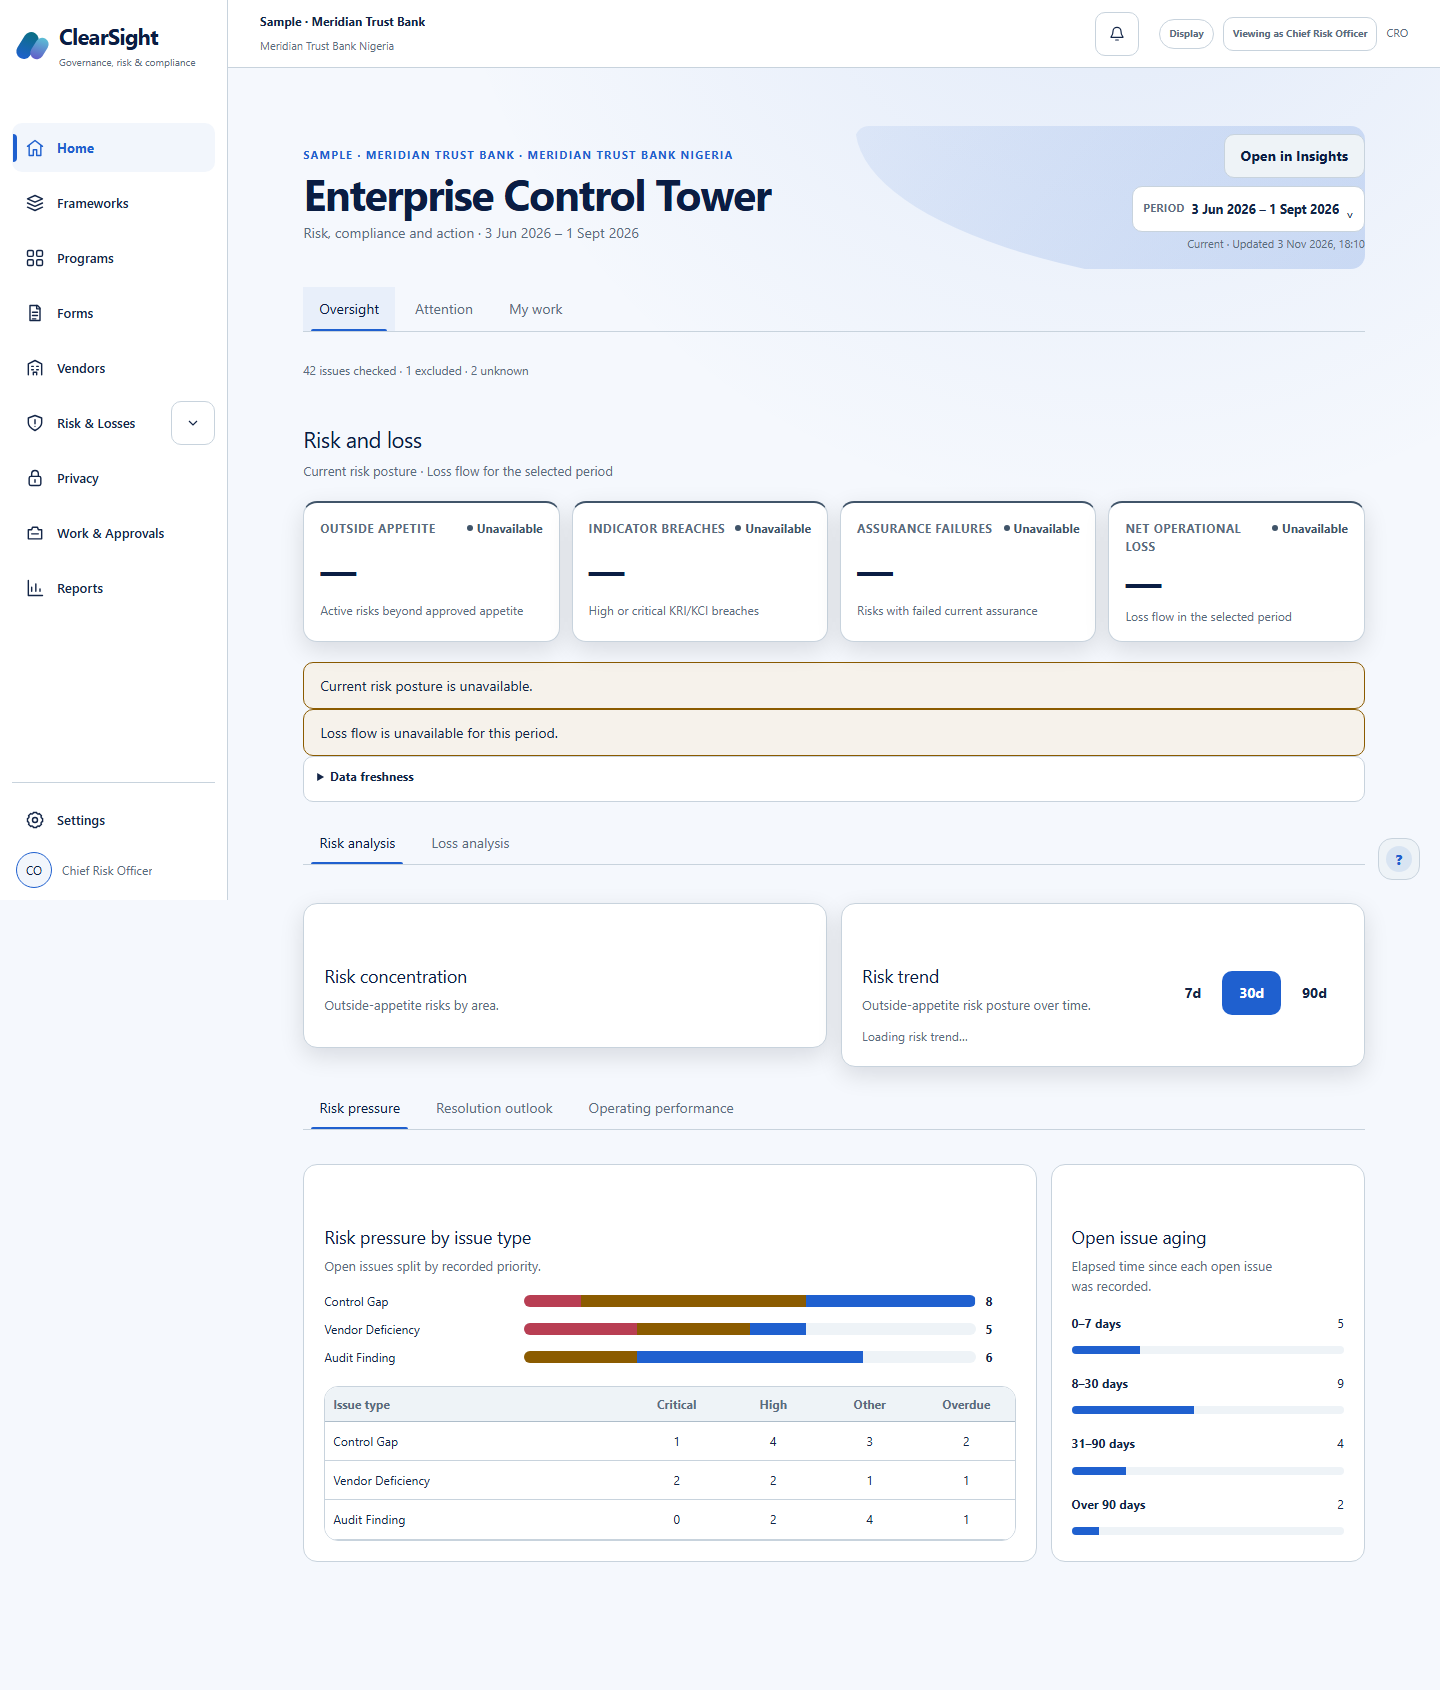 ClearSight
Governance, risk & compliance
Sample · Meridian Trust Bank
Meridian Trust Bank Nigeria
Display
Viewing as Chief Risk Officer
CRO
Home
Frameworks
Programs
Forms
Vendors
Risk & Losses
Privacy
Work & Approvals
Reports
Settings
CO
Chief Risk Officer
SAMPLE · MERIDIAN TRUST BANK · MERIDIAN TRUST BANK NIGERIA
Enterprise Control Tower
Risk, compliance and action · 3 Jun 2026 – 1 Sept 2026
Open in Insights
PERIOD 3 Jun 2026 – 1 Sept 2026
Current · Updated 3 Nov 2026, 18:10
Oversight
Attention
My work
42 issues checked · 1 excluded · 2 unknown
Risk and loss
Current risk posture · Loss flow for the selected period
OUTSIDE APPETITE
Unavailable
—
Active risks beyond approved appetite
INDICATOR BREACHES
Unavailable
—
High or critical KRI/KCI breaches
ASSURANCE FAILURES
Unavailable
—
Risks with failed current assurance
NET OPERATIONAL
LOSS
Unavailable
—
Loss flow in the selected period
Current risk posture is unavailable.
Loss flow is unavailable for this period.
Data freshness
Risk analysis
Loss analysis
?
Risk concentration
Outside-appetite risks by area.
Risk trend
Outside-appetite risk posture over time.
7d
30d
90d
Loading risk trend...
Risk pressure
Resolution outlook
Operating performance
Risk pressure by issue type
Open issues split by recorded priority.
Control Gap 8
Vendor Deficiency 5
Audit Finding 6
Issue type Critical High Other Overdue
Control Gap 1 4 3 2
Vendor Deficiency 2 2 1 1
Audit Finding 0 2 4 1
Open issue aging
Elapsed time since each open issue
was recorded.
0–7 days 5
8–30 days 9
31–90 days 4
Over 90 days 2